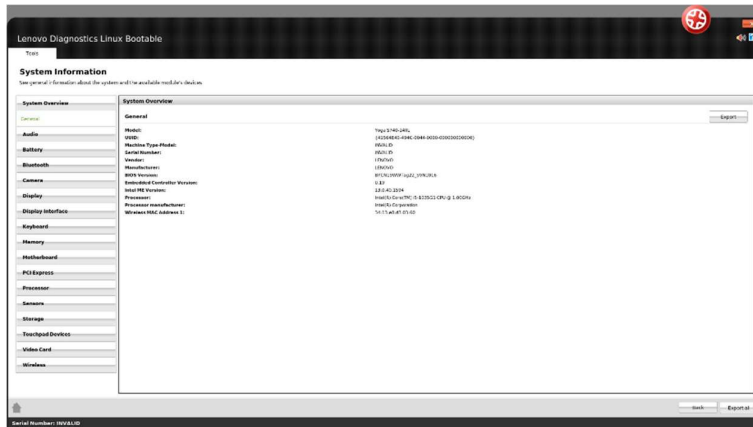 Lenovo Diagnostics Linux Bootable
Tools
System Information
See general information about the system and the available module's devices
System Overview
General
Audio
Battery
Bluetooth
Camera
Display
Display Interface
Keyboard
Memory
Motherboard
PCI Express
Processor
Sensors
Storage
Touchpad Devices
Video Card
Wireless
System Overview
General
Export
Model:
UUID:
Machine Type-Model: INVALID
Serial Number: INVALID
Vendor: LENOVO
Manufacturer: LENOVO
BIOS Version:
Embedded Controller Version:
Intel ME Version:
Processor: CPU @ 1.00GHz
Processor manufacturer: Intel(R) Corporation
Wireless MAC Address 1:
Back
Export all
Serial Number: INVALID